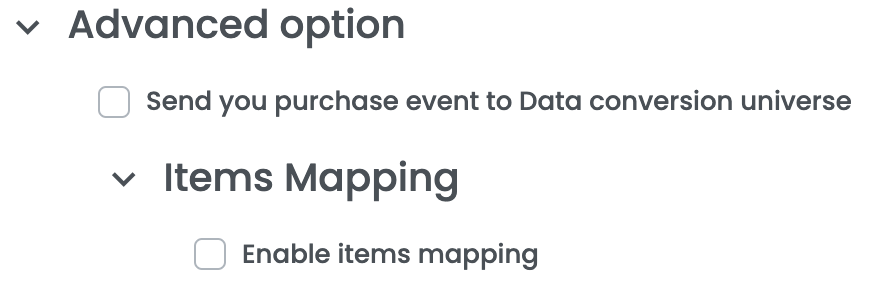 Advanced option
Send you purchase event to Data conversion universe
Items Mapping
Enable items mapping